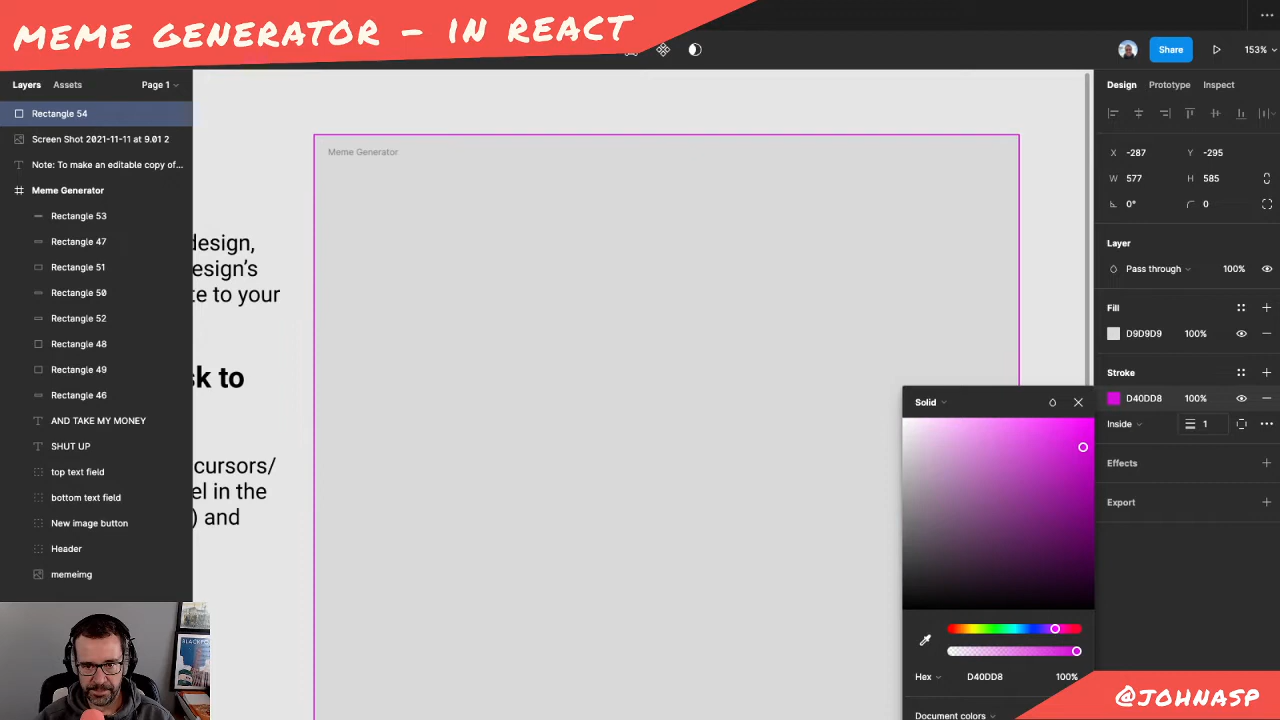 MEME GENERATOR - IN REACT
Share
153%
Layers
Assets
Page 1
Design
Prototype
Inspect
Rectangle 54
Screen Shot 2021-11-11 at 9.01 2
Note: To make an editable copy of...
Meme Generator
Rectangle 53
Rectangle 47
Rectangle 51
Rectangle 50
Rectangle 52
Rectangle 48
Rectangle 49
Rectangle 46
AND TAKE MY MONEY
SHUT UP
top text field
bottom text field
New image button
Header
memeimg
design,
esign's
te to your
sk to
cursors/
el in the
) and
Meme Generator
X -287
Y -295
W 577
H 585
0°
0
Layer
Pass through
100%
Fill
D9D9D9 100%
Stroke
D40DD8 100%
Inside
1
Effects
Export
Solid
Hex
D40DD8
100%
Document colors
@JOHNASP